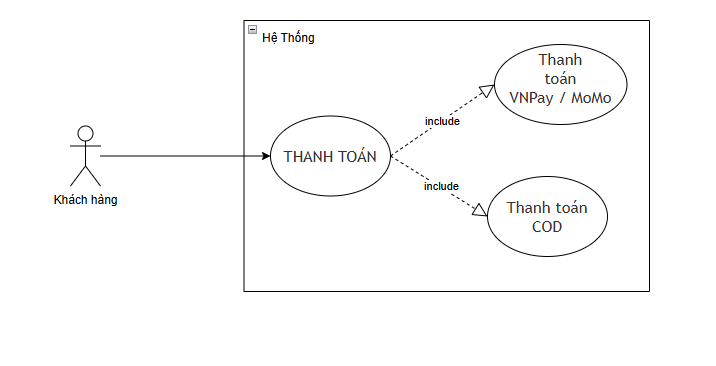 Hệ Thống
Thanh
toán
VNPay / MoMo
include
THANH TOÁN
include
Khách hàng
Thanh toán
COD